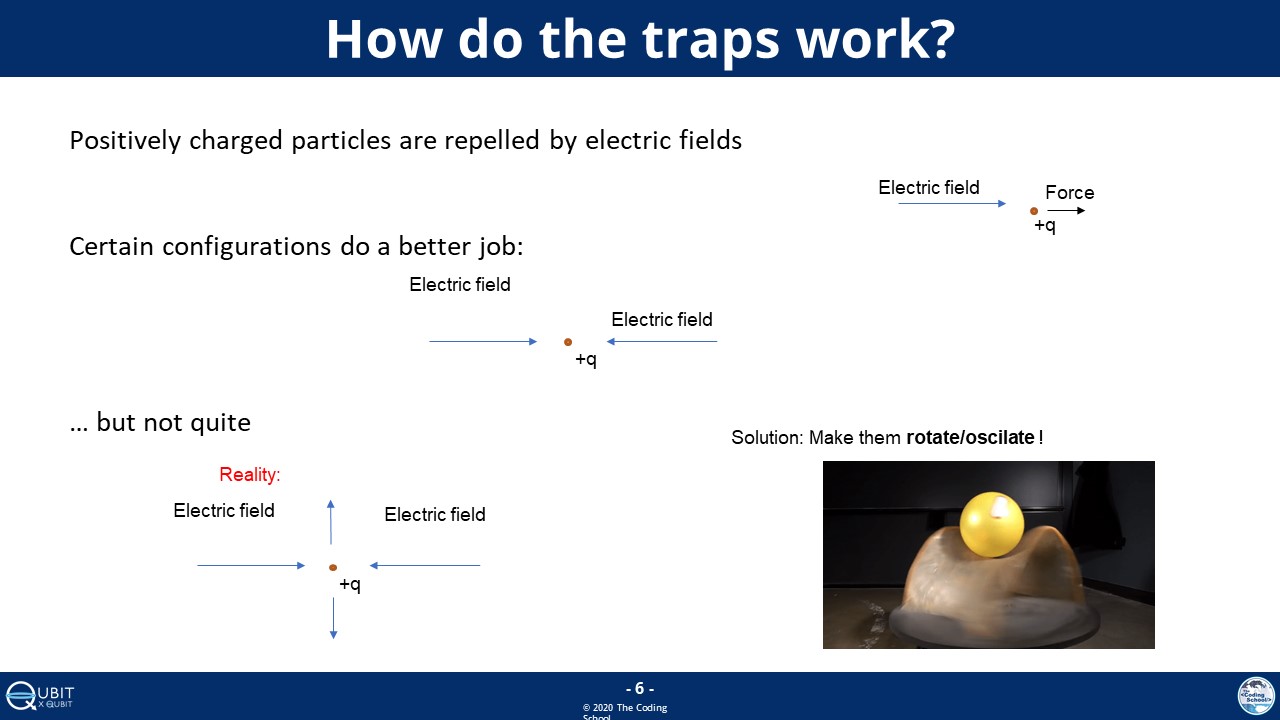 How do the traps work?
Positively charged particles are repelled by electric fields
Electric field
Force
+q
Certain configurations do a better job:
Electric field
Electric field
+q
... but not quite
Solution: Make them rotate/oscilate !
Reality:
Electric field
Electric field
+q
QUBIT
X QUBIT
- 6 -
© 2020 The Coding
School
The
<Coding
School>